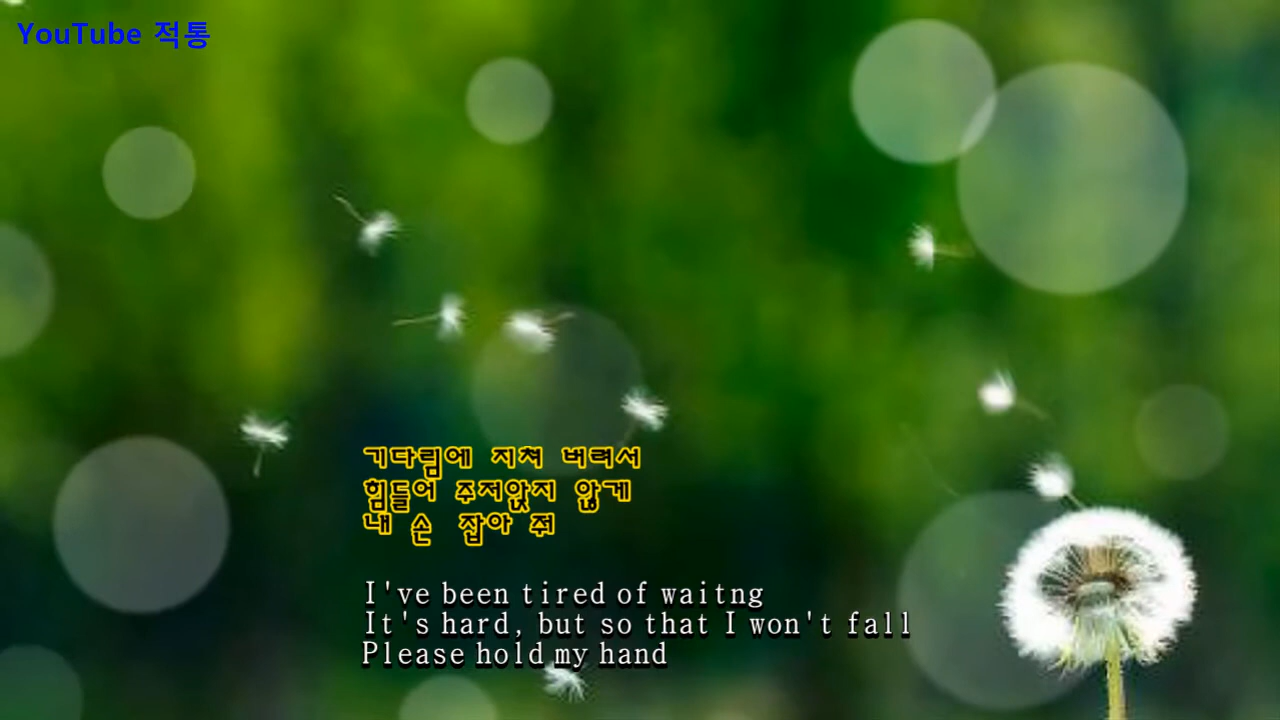 YouTube 적통
기다림에 지쳐 버려서
힘들어 주저앉지 않게
내 손 잡아 줘
I've been tired of waitng
It's hard, but so that I won't fall
Please hold my hand